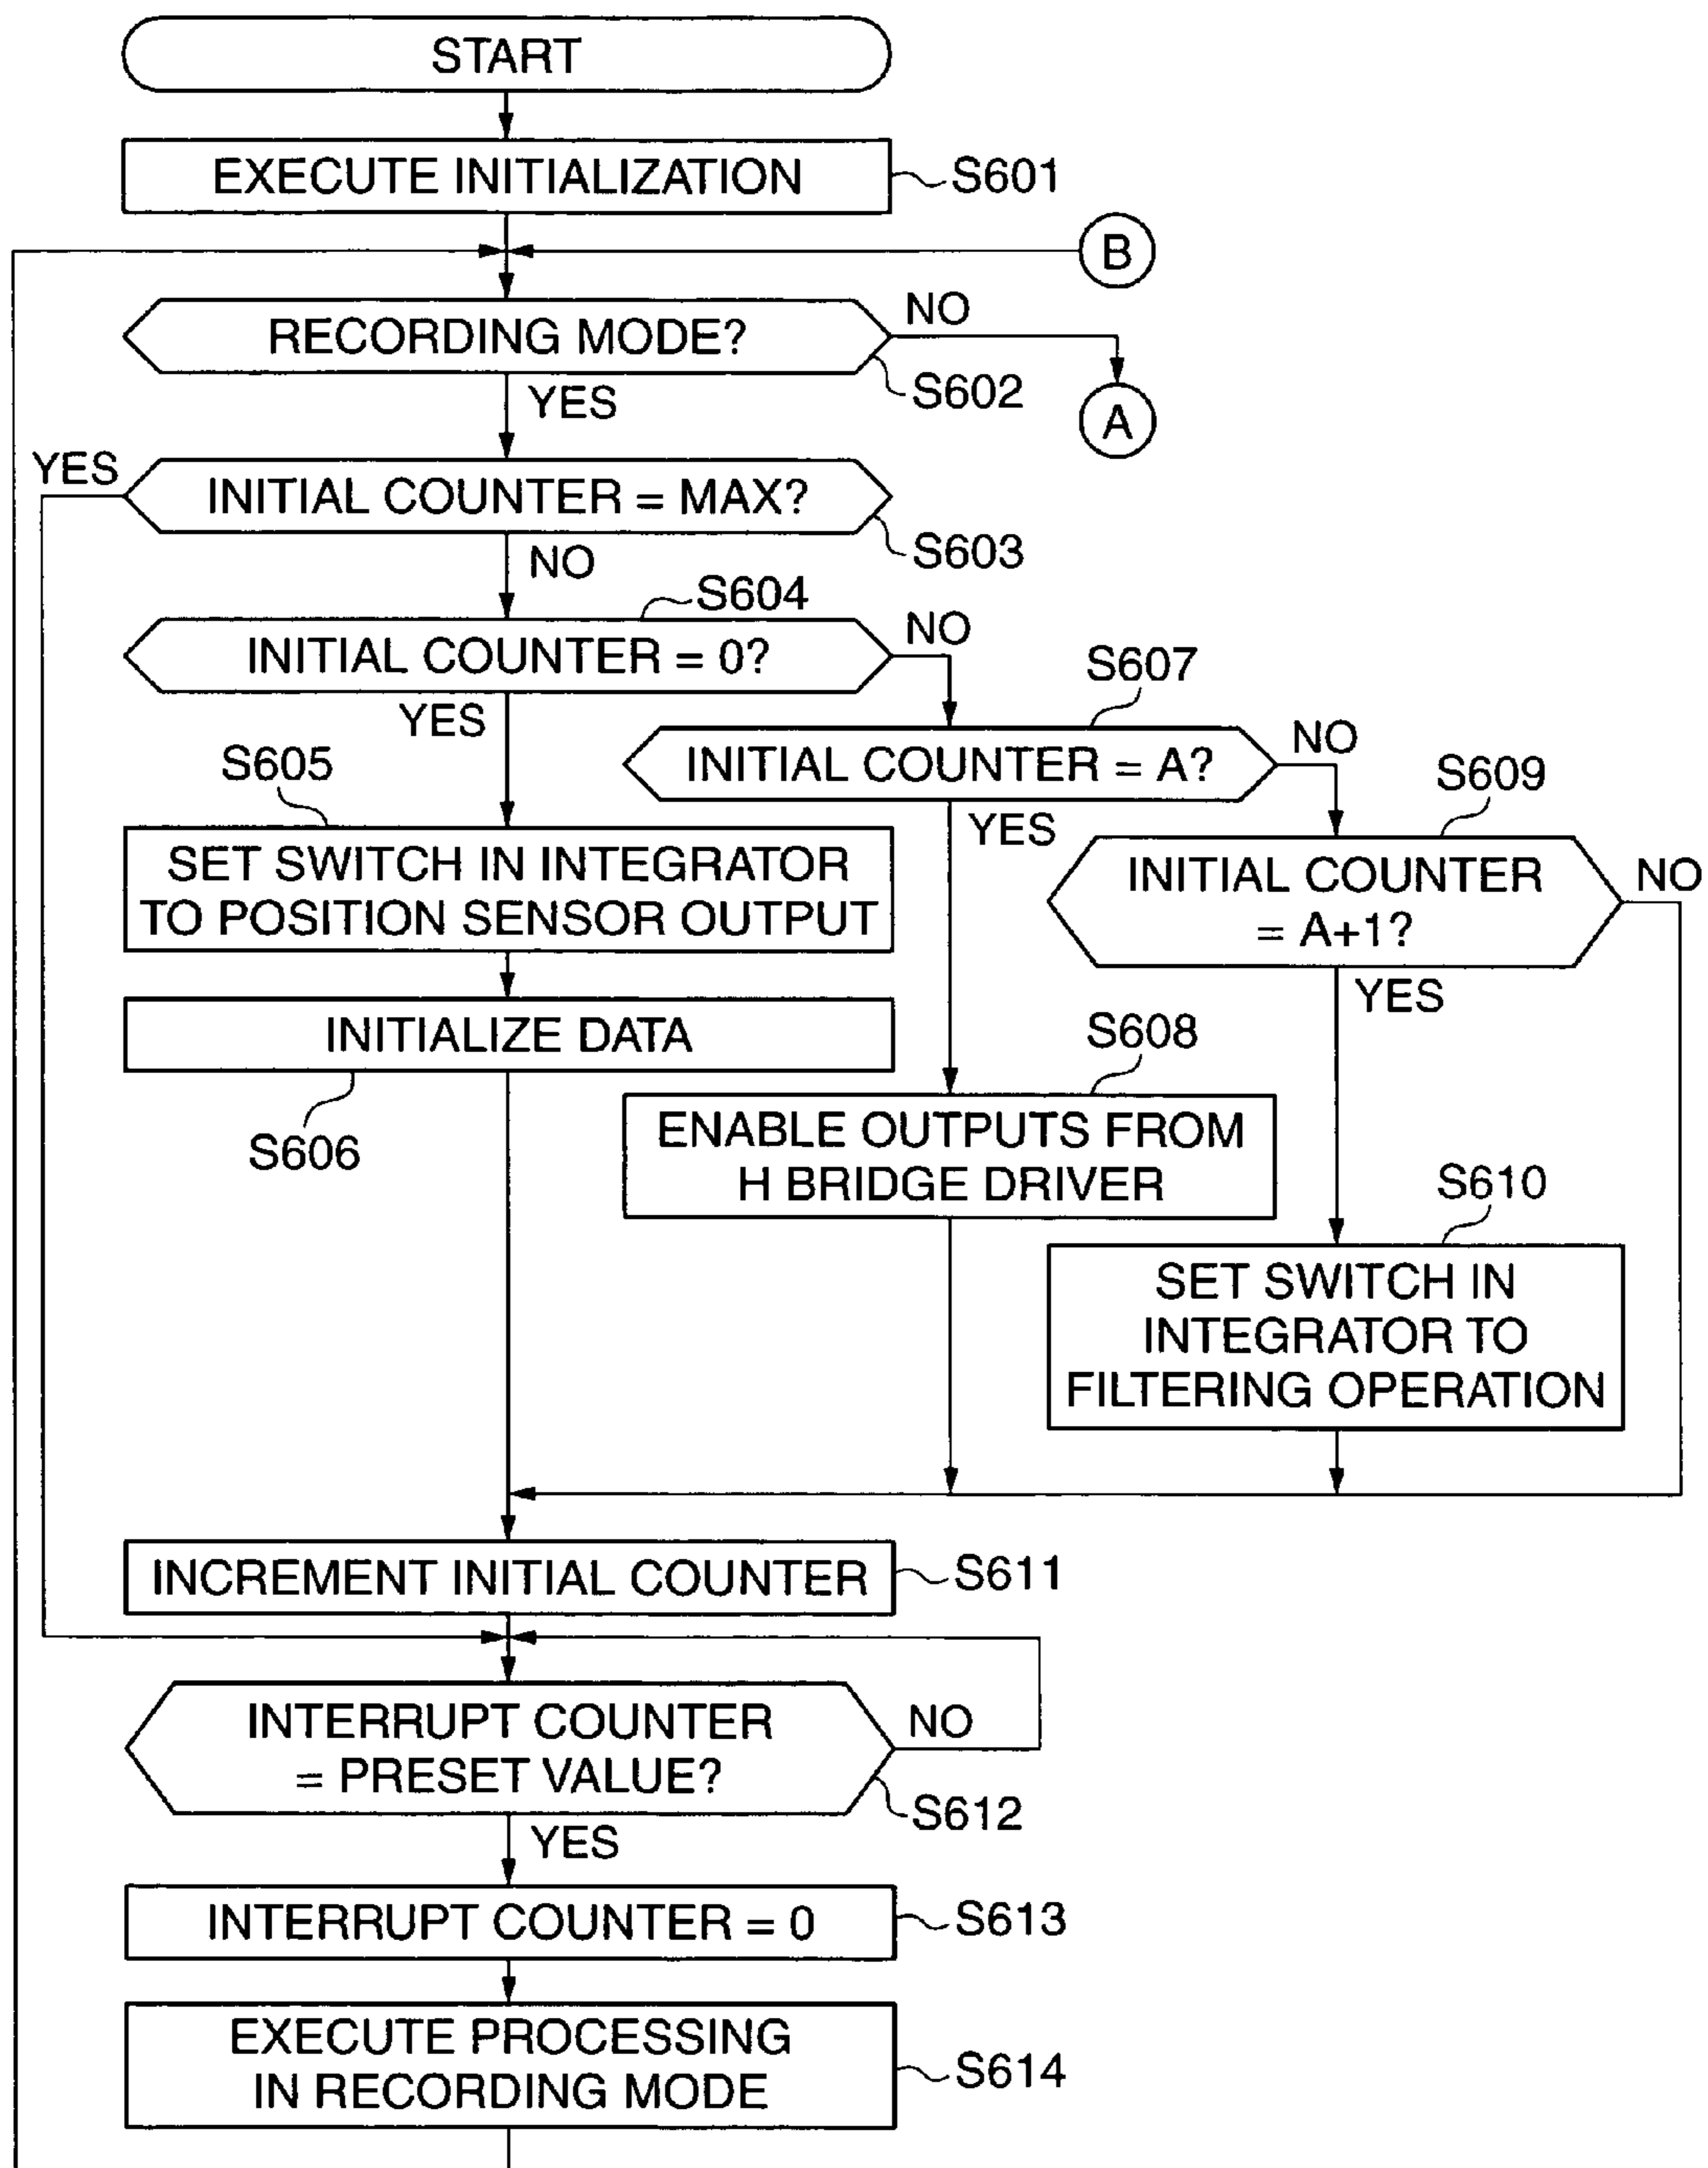 START
EXECUTE INITIALIZATION
S601
B
RECORDING MODE?
NO
S602
YES
A
YES
INITIAL COUNTER = MAX?
S603
NO
S604
INITIAL COUNTER = 0?
NO
YES
S607
INITIAL COUNTER = A?
NO
YES
S605
SET SWITCH IN INTEGRATOR
TO POSITION SENSOR OUTPUT
S609
INITIAL COUNTER
= A+1?
NO
YES
INITIALIZE DATA
S606
S608
ENABLE OUTPUTS FROM
H BRIDGE DRIVER
S610
SET SWITCH IN
INTEGRATOR TO
FILTERING OPERATION
INCREMENT INITIAL COUNTER
S611
INTERRUPT COUNTER
= PRESET VALUE?
NO
S612
YES
INTERRUPT COUNTER = 0
S613
EXECUTE PROCESSING
IN RECORDING MODE
S614